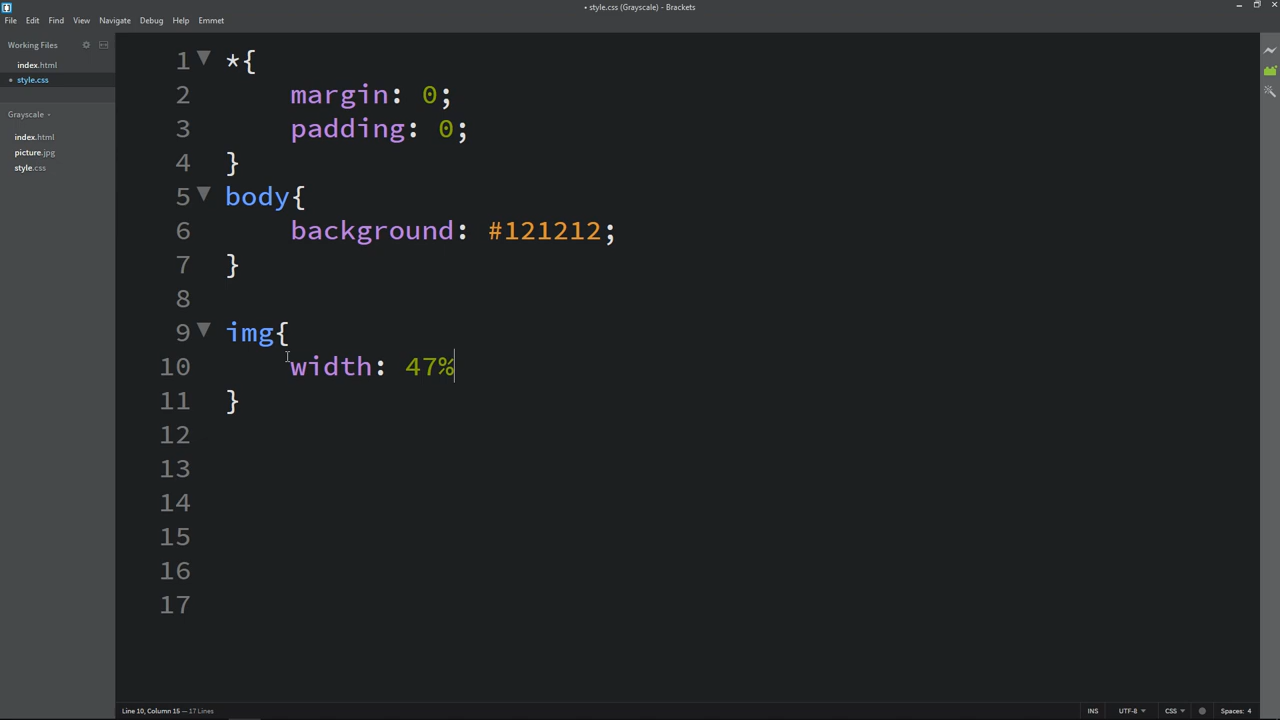 • style.css (Grayscale) - Brackets
File Edit Find View Navigate Debug Help Emmet
Working Files
index.html
• style.css
Grayscale
index.html
picture.jpg
style.css
1 *{
2 margin: 0;
3 padding: 0;
4 }
5 body{
6 background: #121212;
7 }
8
9 img{
10 width: 47%
11 }
12
13
14
15
16
17
Line 10, Column 15 — 17 Lines
INS UTF-8 CSS Spaces: 4